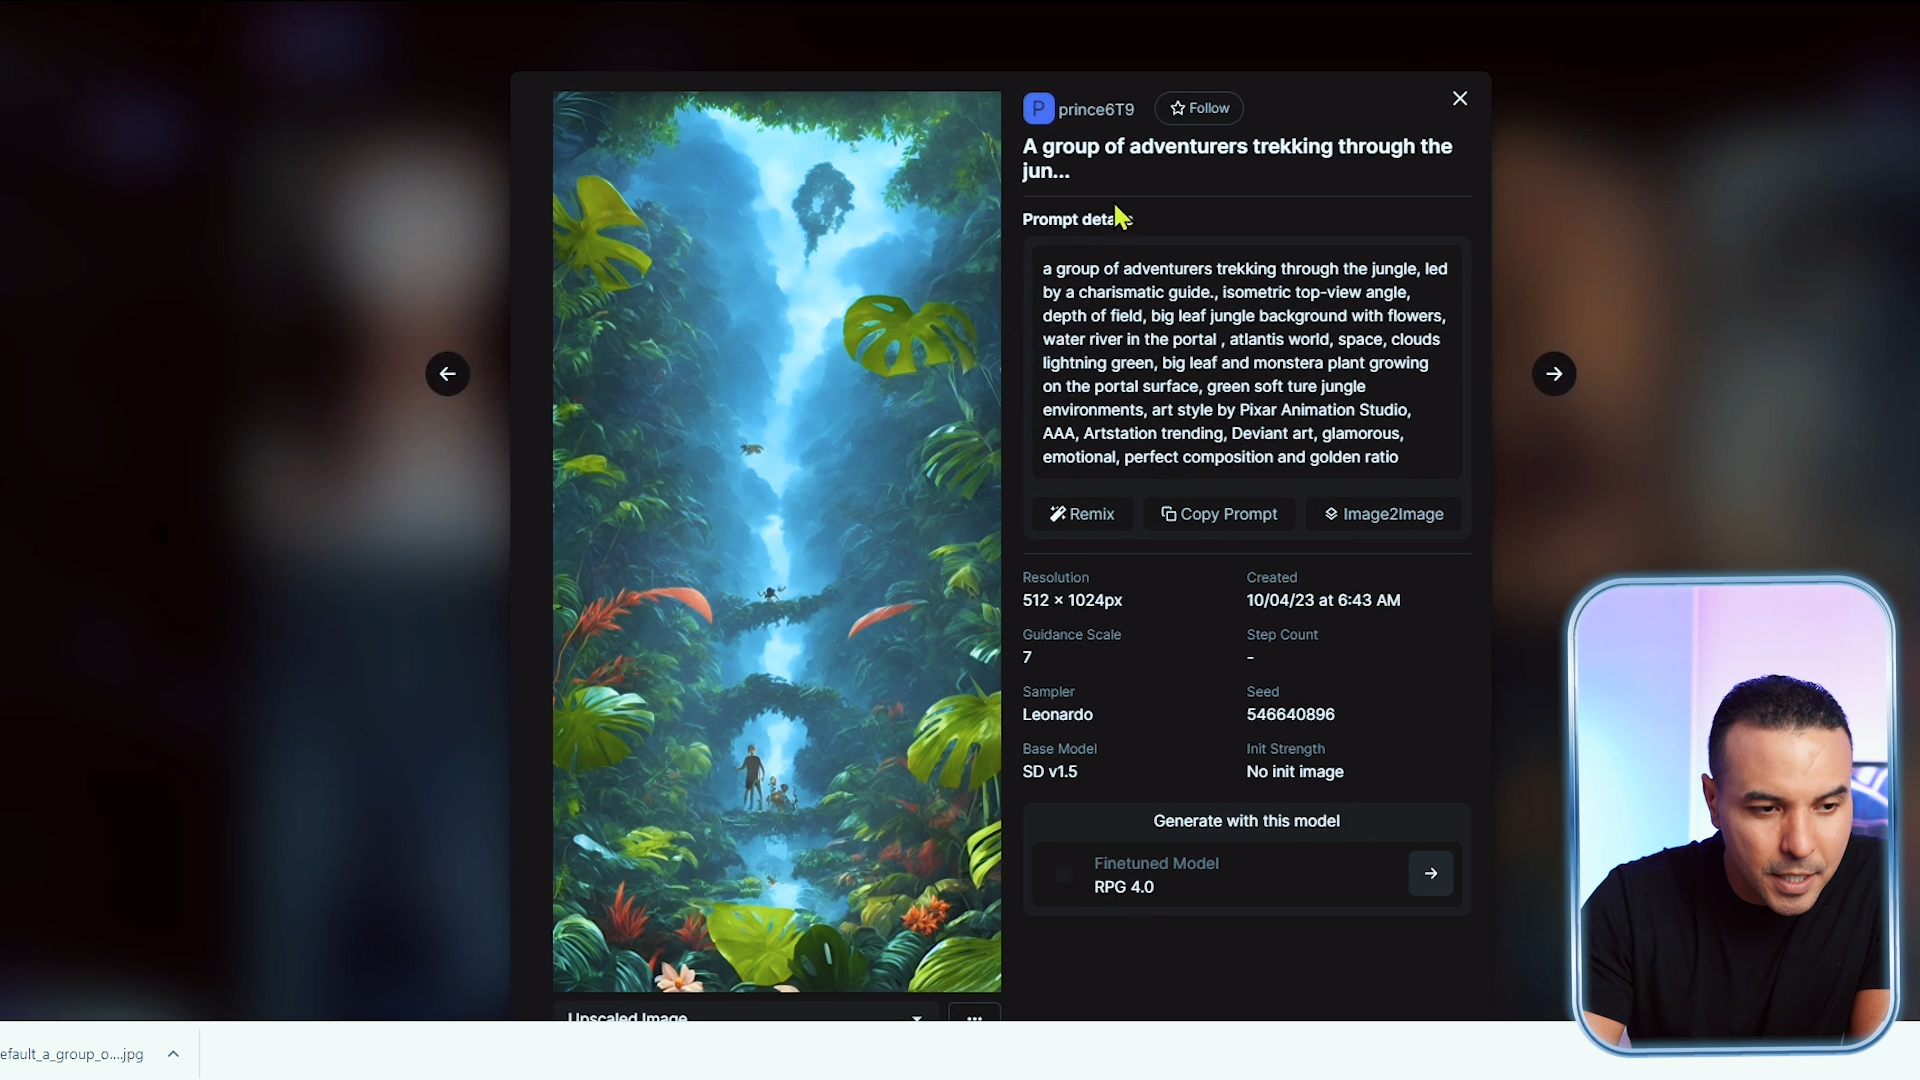 P prince6T9
Follow
A group of adventurers trekking through the
jun...
Prompt deta
a group of adventurers trekking through the jungle, led
by a charismatic guide., isometric top-view angle,
depth of field, big leaf jungle background with flowers,
water river in the portal , atlantis world, space, clouds
lightning green, big leaf and monstera plant growing
on the portal surface, green soft ture jungle
environments, art style by Pixar Animation Studio,
AAA, Artstation trending, Deviant art, glamorous,
emotional, perfect composition and golden ratio
Remix
Copy Prompt
Image2Image
Resolution
512 × 1024px
Created
10/04/23 at 6:43 AM
Guidance Scale
7
Step Count
-
Sampler
Leonardo
Seed
546640896
Base Model
SD v1.5
Init Strength
No init image
Generate with this model
Finetuned Model
RPG 4.0
Upscaled Image
...
efault_a_group_o....jpg